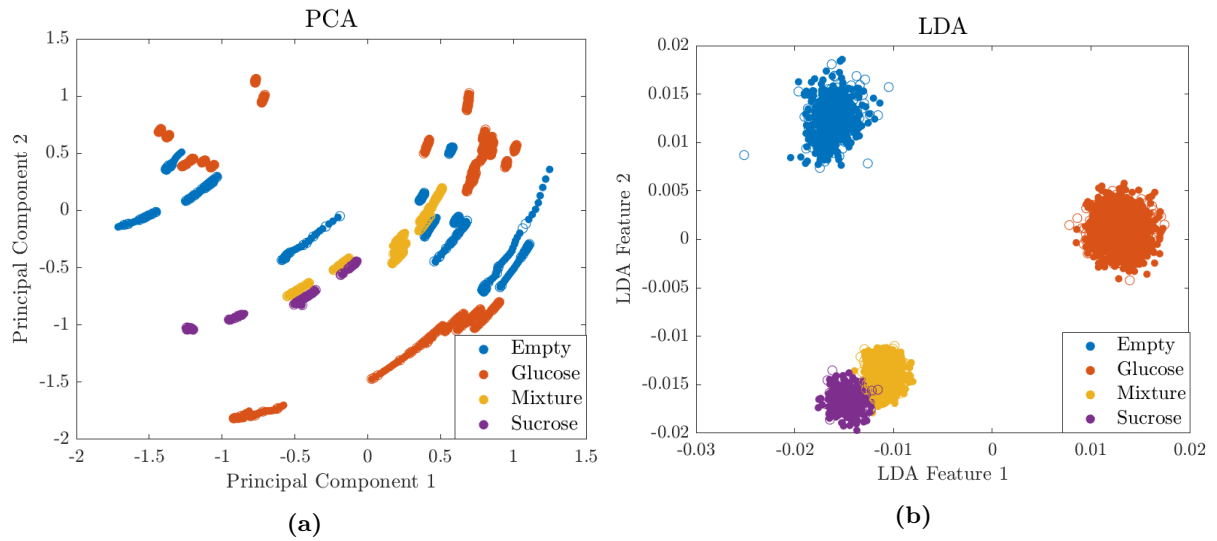 PCA
1.5
1
0.5
0
-0.5
-1
-1.5
-2
Principal Component 2
-2
-1.5
-1
-0.5
0
0.5
1
1.5
Principal Component 1
Empty
Glucose
Mixture
Sucrose
(a)
LDA
0.02
0.015
0.01
0.005
0
-0.005
-0.01
-0.015
-0.02
LDA Feature 2
-0.03
-0.02
-0.01
0
0.01
0.02
LDA Feature 1
Empty
Glucose
Mixture
Sucrose
(b)